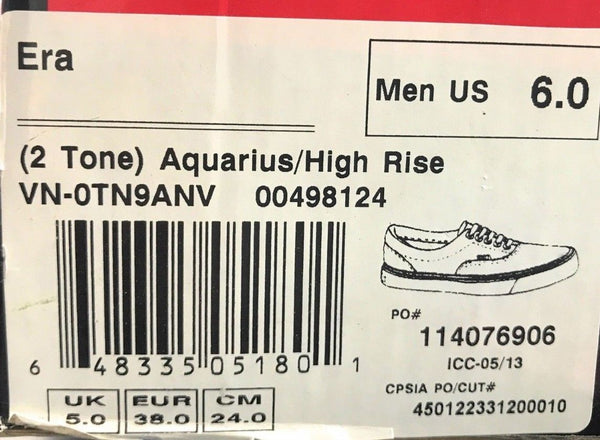 Era
Men US 6.0
(2 Tone) Aquarius/High Rise
VN-0TN9ANV 00498124
PO#
114076906
ICC-05/13
CPSIA PO/CUT#
450122331200010
6 48335 05180 1
UK EUR CM
5.0 38.0 24.0